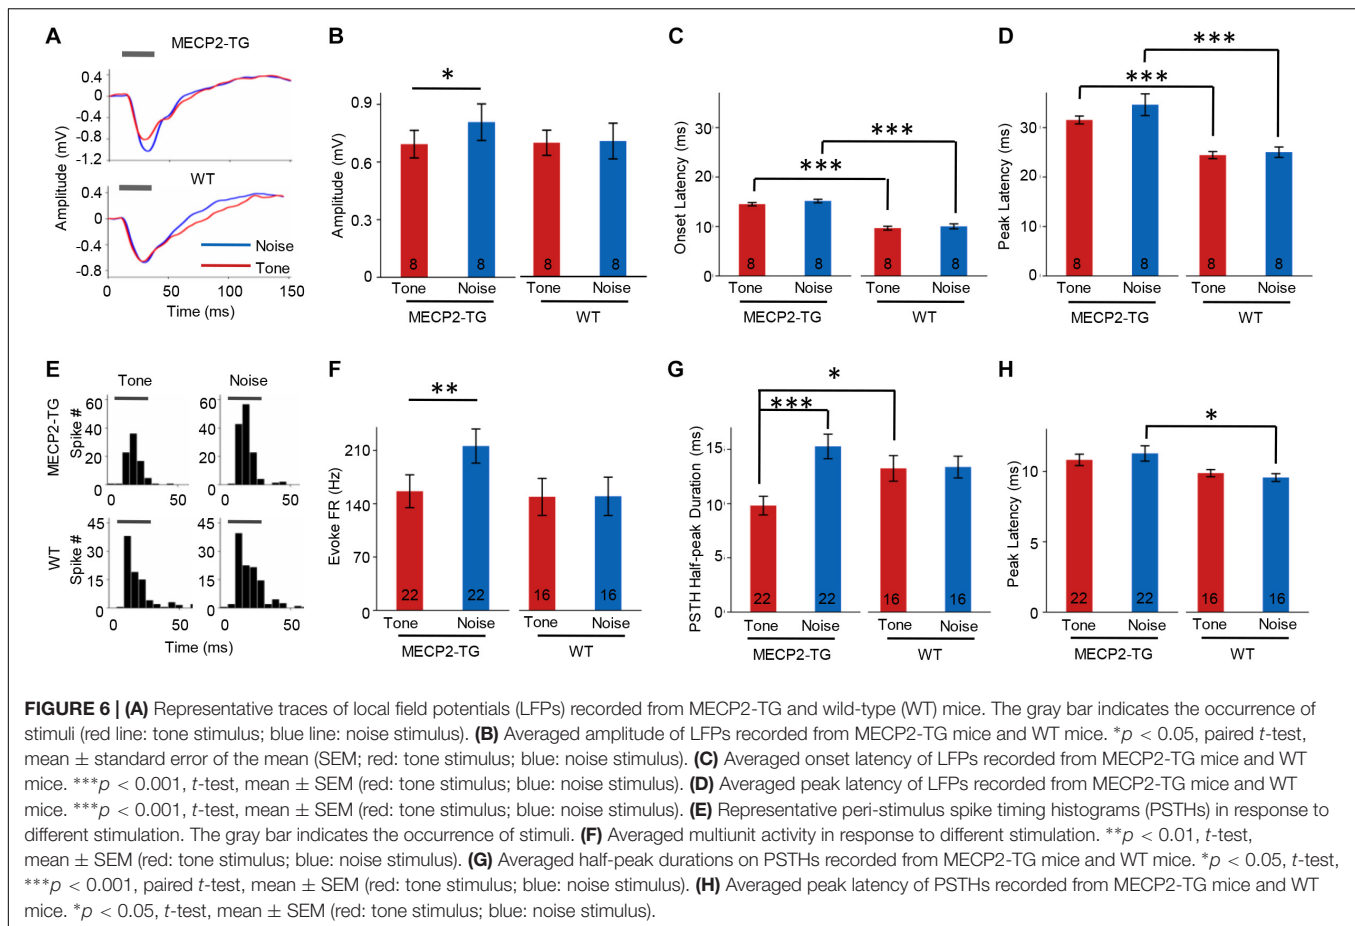 A
MECP2-TG
0.4
0
-0.4
-0.8
-1.2
Amplitude (mV)
WT
0.4
0
-0.4
-0.8
Noise
Tone
0 50 100 150
Time (ms)
B
*
0.9
0.6
0.3
0
Amplitude (mV)
8 8 8 8
Tone Noise Tone Noise
MECP2-TG WT
C
***
***
30
20
10
0
Onset Latency (ms)
8 8 8 8
Tone Noise Tone Noise
MECP2-TG WT
D
***
***
30
20
10
0
Peak Latency (ms)
8 8 8 8
Tone Noise Tone Noise
MECP2-TG WT
E
Tone Noise
MECP2-TG
Spike #
60 60
40 40
20 20
0 0
0 50 0 50
WT
Spike #
45 45
30 30
15 15
0 0
0 50 0 50
Time (ms)
F
**
210
140
70
0
Evoke FR (Hz)
22 22 16 16
Tone Noise Tone Noise
MECP2-TG WT
G
*
***
15
10
5
0
PSTH Half-peak Duration (ms)
22 22 16 16
Tone Noise Tone Noise
MECP2-TG WT
H
*
10
5
0
Peak Latency (ms)
22 22 16 16
Tone Noise Tone Noise
MECP2-TG WT
FIGURE 6 | (A) Representative traces of local field potentials (LFPs) recorded from MECP2-TG and wild-type (WT) mice. The gray bar indicates the occurrence of
stimuli (red line: tone stimulus; blue line: noise stimulus). (B) Averaged amplitude of LFPs recorded from MECP2-TG mice and WT mice. *p < 0.05, paired t-test,
mean ± standard error of the mean (SEM; red: tone stimulus; blue: noise stimulus). (C) Averaged onset latency of LFPs recorded from MECP2-TG mice and WT
mice. ***p < 0.001, t-test, mean ± SEM (red: tone stimulus; blue: noise stimulus). (D) Averaged peak latency of LFPs recorded from MECP2-TG mice and WT
mice. ***p < 0.001, t-test, mean ± SEM (red: tone stimulus; blue: noise stimulus). (E) Representative peri-stimulus spike timing histograms (PSTHs) in response to
different stimulation. The gray bar indicates the occurrence of stimuli. (F) Averaged multiunit activity in response to different stimulation. **p < 0.01, t-test,
mean ± SEM (red: tone stimulus; blue: noise stimulus). (G) Averaged half-peak durations on PSTHs recorded from MECP2-TG mice and WT mice. *p < 0.05, t-test,
***p < 0.001, paired t-test, mean ± SEM (red: tone stimulus; blue: noise stimulus). (H) Averaged peak latency of PSTHs recorded from MECP2-TG mice and WT
mice. *p < 0.05, t-test, mean ± SEM (red: tone stimulus; blue: noise stimulus).